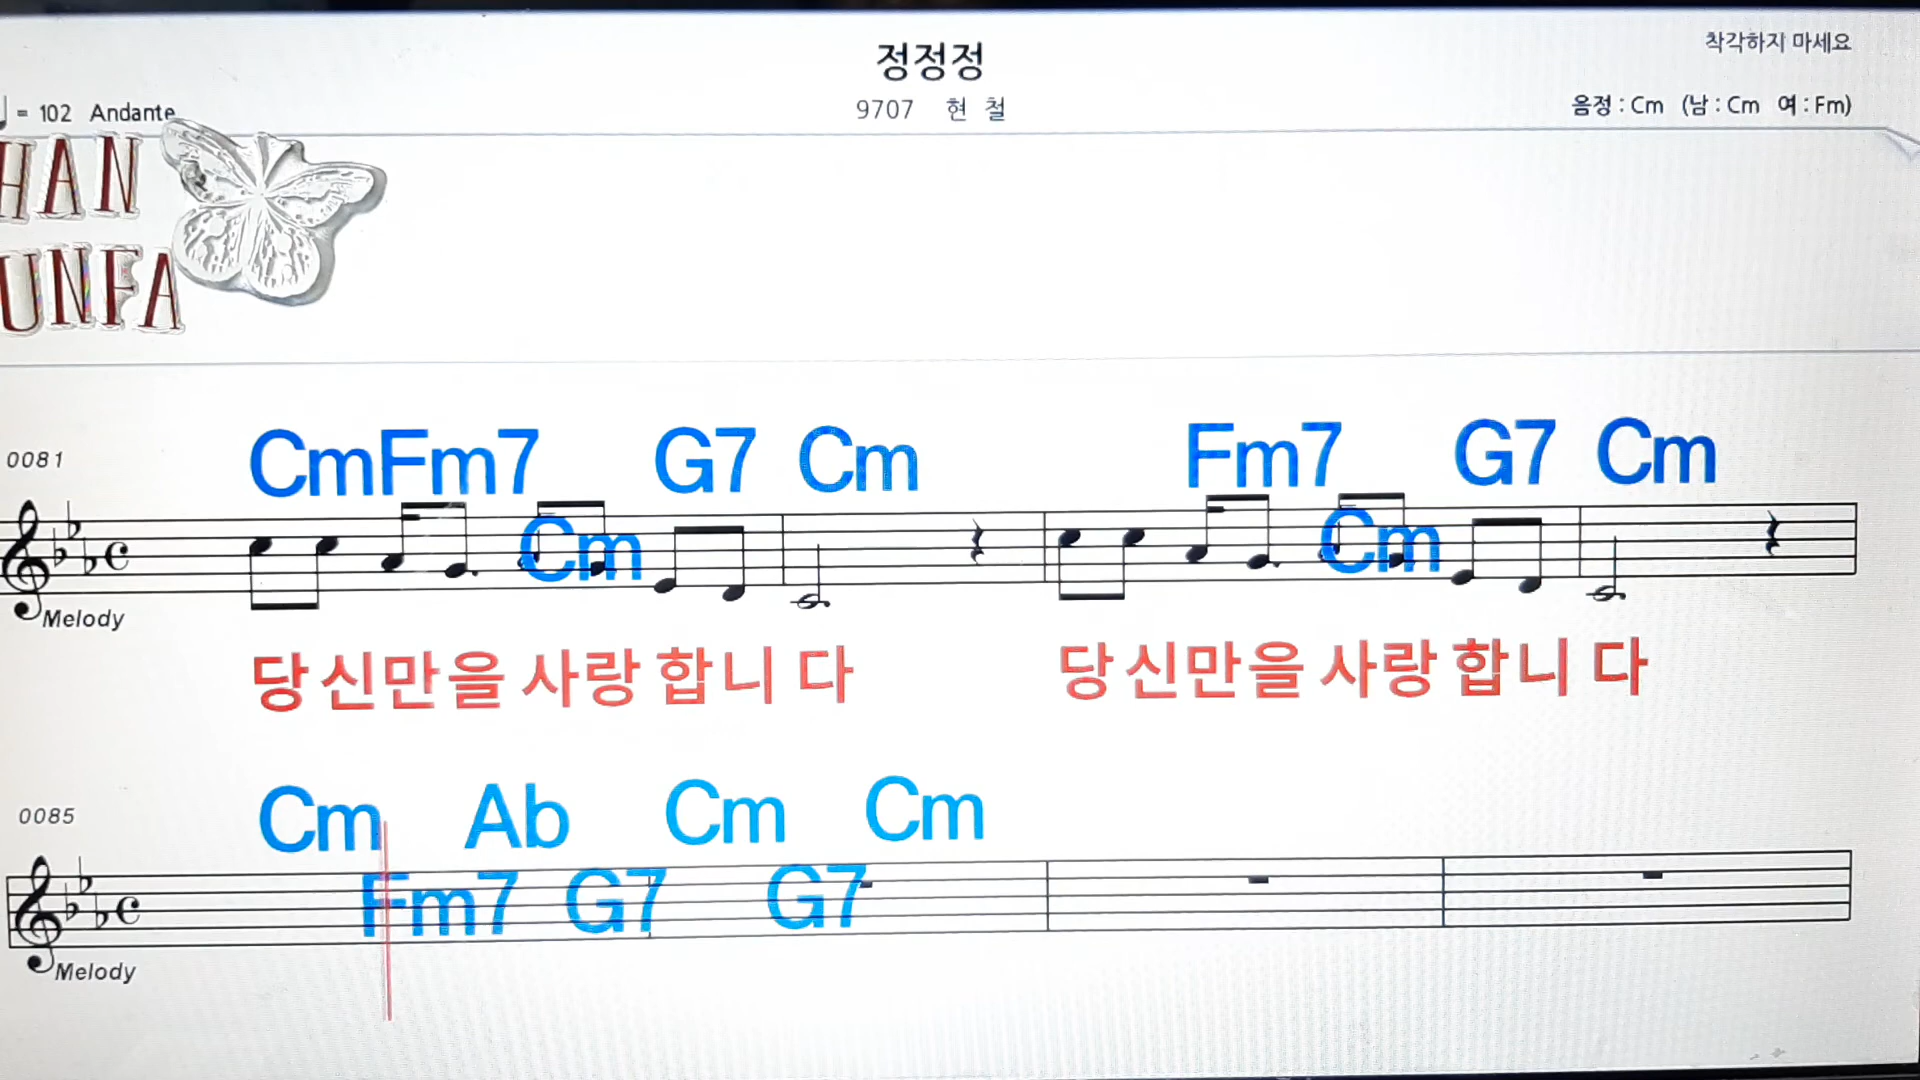 착각하지 마세요
정정정
= 102 Andante
9707 현 철
음정 : Cm (남 : Cm 여 : Fm)
HAN
UNFA
0081
Cm Fm7 G7 Cm Fm7 G7 Cm
Cm Cm
Melody
당신만을 사랑 합니 다 당신만을 사랑 합니 다
0085
Cm Ab Cm Cm
Fm7 G7 G7
Melody